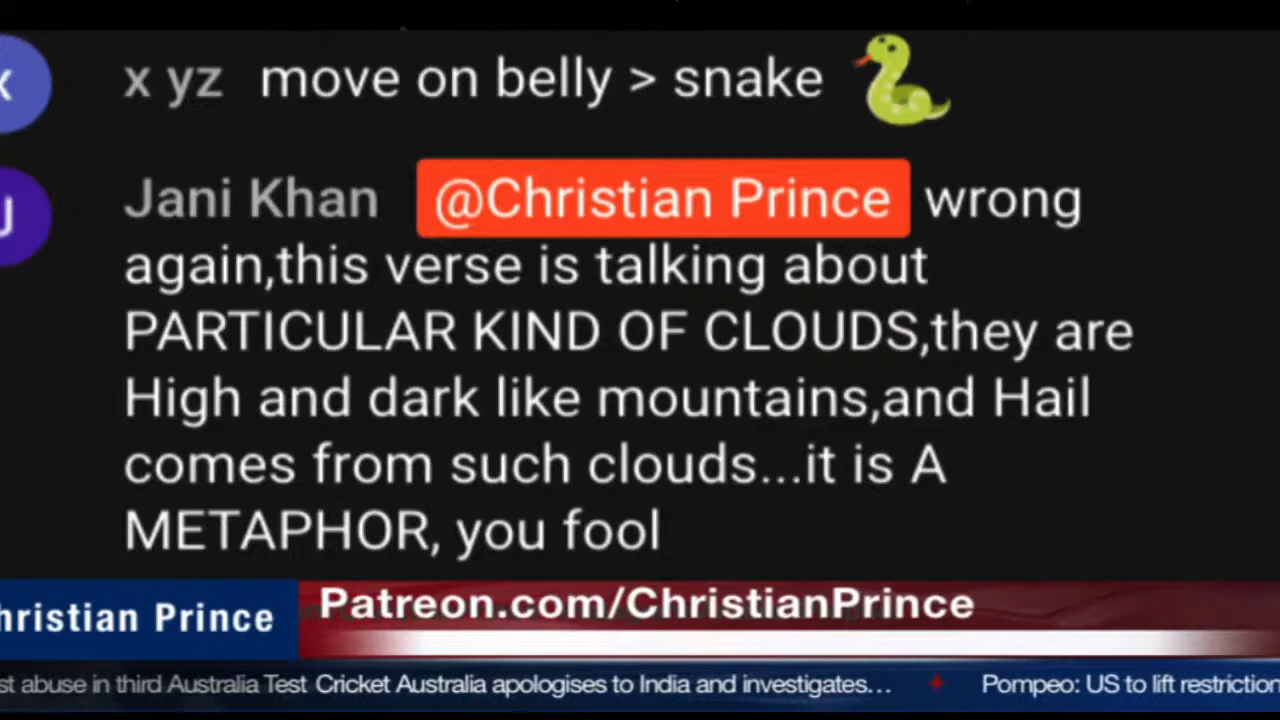 x yz move on belly > snake
Jani Khan @Christian Prince wrong
again,this verse is talking about
PARTICULAR KIND OF CLOUDS,they are
High and dark like mountains,and Hail
comes from such clouds...it is A
METAPHOR, you fool
Patreon.com/ChristianPrince
hristian Prince
st abuse in third Australia Test Cricket Australia apologises to India and investigates... Pompeo: US to lift restriction